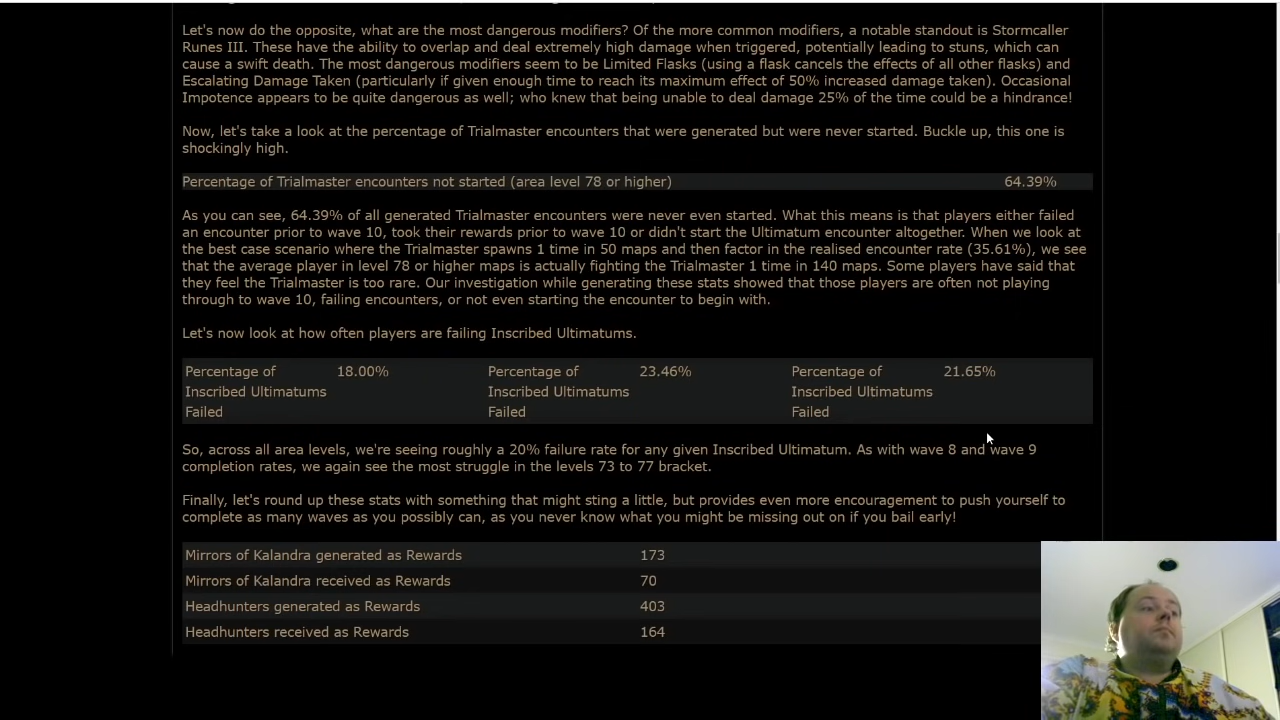 Let's now do the opposite, what are the most dangerous modifiers? Of the more common modifiers, a notable standout is Stormcaller
Runes III. These have the ability to overlap and deal extremely high damage when triggered, potentially leading to stuns, which can
cause a swift death. The most dangerous modifiers seem to be Limited Flasks (using a flask cancels the effects of all other flasks) and
Escalating Damage Taken (particularly if given enough time to reach its maximum effect of 50% increased damage taken). Occasional
Impotence appears to be quite dangerous as well; who knew that being unable to deal damage 25% of the time could be a hindrance!
Now, let's take a look at the percentage of Trialmaster encounters that were generated but were never started. Buckle up, this one is
shockingly high.
Percentage of Trialmaster encounters not started (area level 78 or higher) 64.39%
As you can see, 64.39% of all generated Trialmaster encounters were never even started. What this means is that players either failed
an encounter prior to wave 10, took their rewards prior to wave 10 or didn't start the Ultimatum encounter altogether. When we look at
the best case scenario where the Trialmaster spawns 1 time in 50 maps and then factor in the realised encounter rate (35.61%), we see
that the average player in level 78 or higher maps is actually fighting the Trialmaster 1 time in 140 maps. Some players have said that
they feel the Trialmaster is too rare. Our investigation while generating these stats showed that those players are often not playing
through to wave 10, failing encounters, or not even starting the encounter to begin with.
Let's now look at how often players are failing Inscribed Ultimatums.
Percentage of 18.00% Percentage of 23.46% Percentage of 21.65%
Inscribed Ultimatums Inscribed Ultimatums Inscribed Ultimatums
Failed Failed Failed
So, across all area levels, we're seeing roughly a 20% failure rate for any given Inscribed Ultimatum. As with wave 8 and wave 9
completion rates, we again see the most struggle in the levels 73 to 77 bracket.
Finally, let's round up these stats with something that might sting a little, but provides even more encouragement to push yourself to
complete as many waves as you possibly can, as you never know what you might be missing out on if you bail early!
Mirrors of Kalandra generated as Rewards 173
Mirrors of Kalandra received as Rewards 70
Headhunters generated as Rewards 403
Headhunters received as Rewards 164